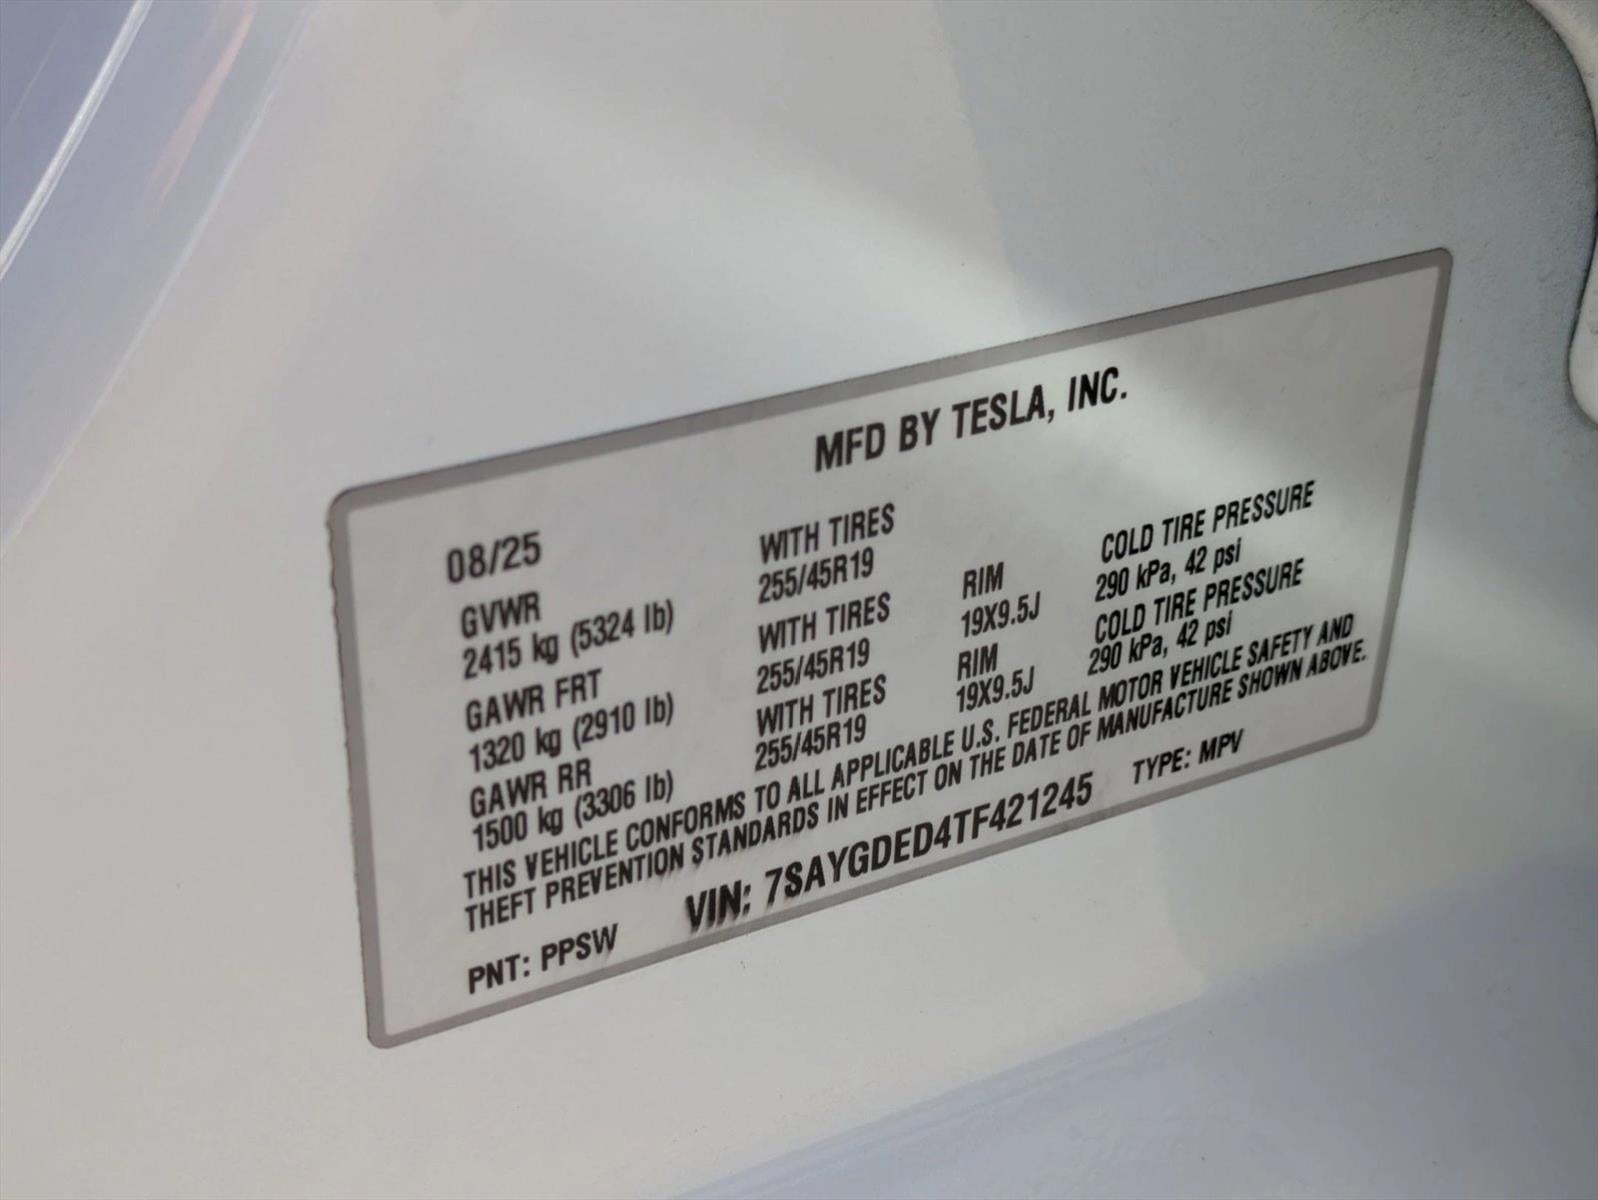 MFD BY TESLA, INC.
08/25
GVWR
2415 kg (5324 lb)
WITH TIRES
255/45R19
GAWR FRT
1320 kg (2910 lb)
WITH TIRES
255/45R19
RIM
19X9.5J
COLD TIRE PRESSURE
290 kPa, 42 psi
GAWR RR
1500 kg (3306 lb)
WITH TIRES
255/45R19
RIM
19X9.5J
COLD TIRE PRESSURE
290 kPa, 42 psi
THIS VEHICLE CONFORMS TO ALL APPLICABLE U.S. FEDERAL MOTOR VEHICLE SAFETY AND
THEFT PREVENTION STANDARDS IN EFFECT ON THE DATE OF MANUFACTURE SHOWN ABOVE.
PNT: PPSW VIN: 7SAYGDED4TF421245 TYPE: MPV